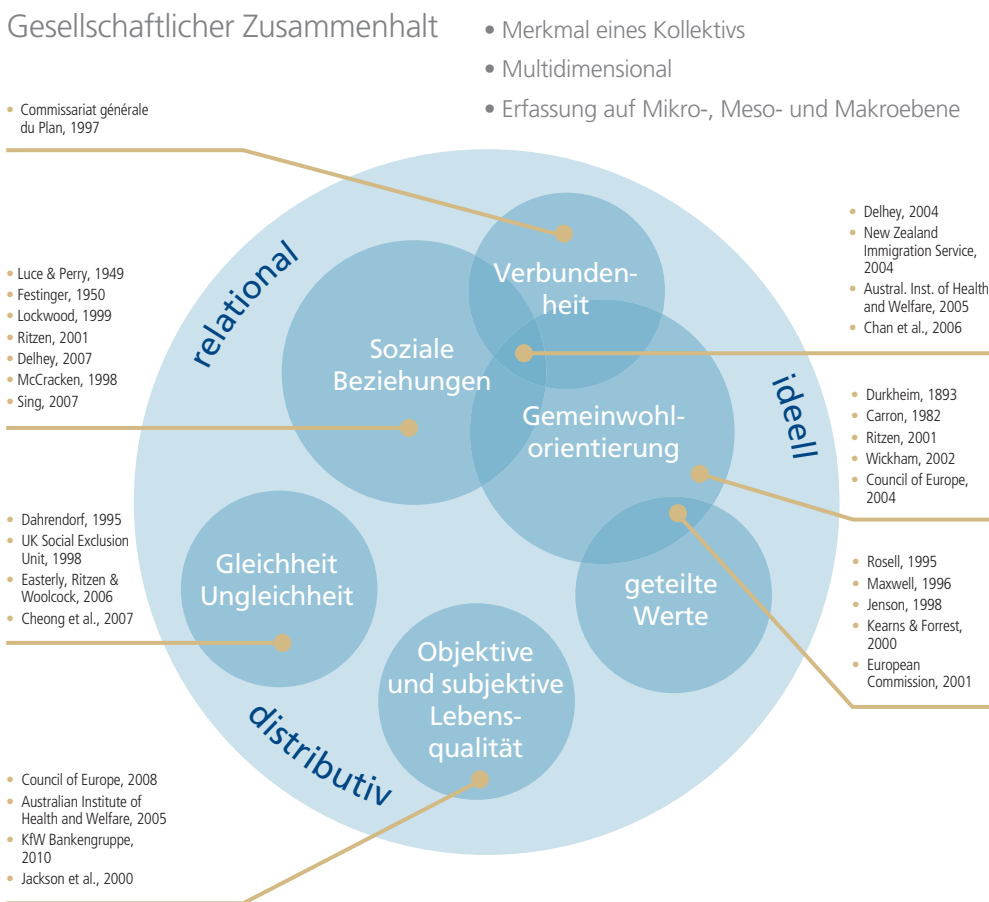 Gesellschaftlicher Zusammenhalt
• Merkmal eines Kollektivs
• Multidimensional
• Erfassung auf Mikro-, Meso- und Makroebene
• Commissariat générale
du Plan, 1997
• Luce & Perry, 1949
• Festinger, 1950
• Lockwood, 1999
• Ritzen, 2001
• Delhey, 2007
• McCracken, 1998
• Sing, 2007
• Dahrendorf, 1995
• UK Social Exclusion
Unit, 1998
• Easterly, Ritzen &
Woolcock, 2006
• Cheong et al., 2007
• Council of Europe, 2008
• Australian Institute of
Health and Welfare, 2005
• KfW Bankengruppe,
2010
• Jackson et al., 2000
relational
Verbunden-
heit
Soziale
Beziehungen
Gemeinwohl-
orientierung
ideell
Gleichheit
Ungleichheit
geteilte
Werte
Objektive
und subjektive
Lebens-
qualität
distributiv
• Delhey, 2004
• New Zealand
Immigration Service,
2004
• Austral. Inst. of Health
and Welfare, 2005
• Chan et al., 2006
• Durkheim, 1893
• Carron, 1982
• Ritzen, 2001
• Wickham, 2002
• Council of Europe,
2004
• Rosell, 1995
• Maxwell, 1996
• Jenson, 1998
• Kearns & Forrest,
2000
• European
Commission, 2001